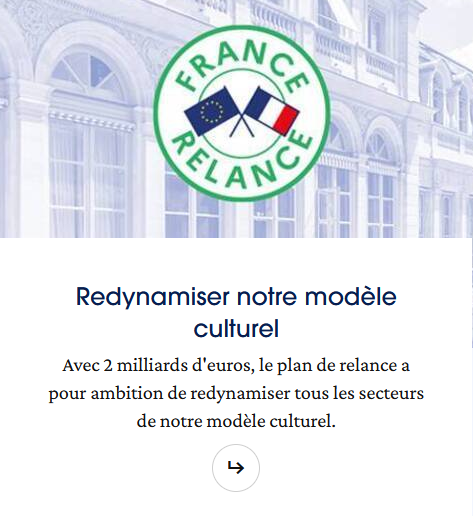 FRANCE
RELANCE
Redynamiser notre modèle
culturel
Avec 2 milliards d'euros, le plan de relance a
pour ambition de redynamiser tous les secteurs
de notre modèle culturel.